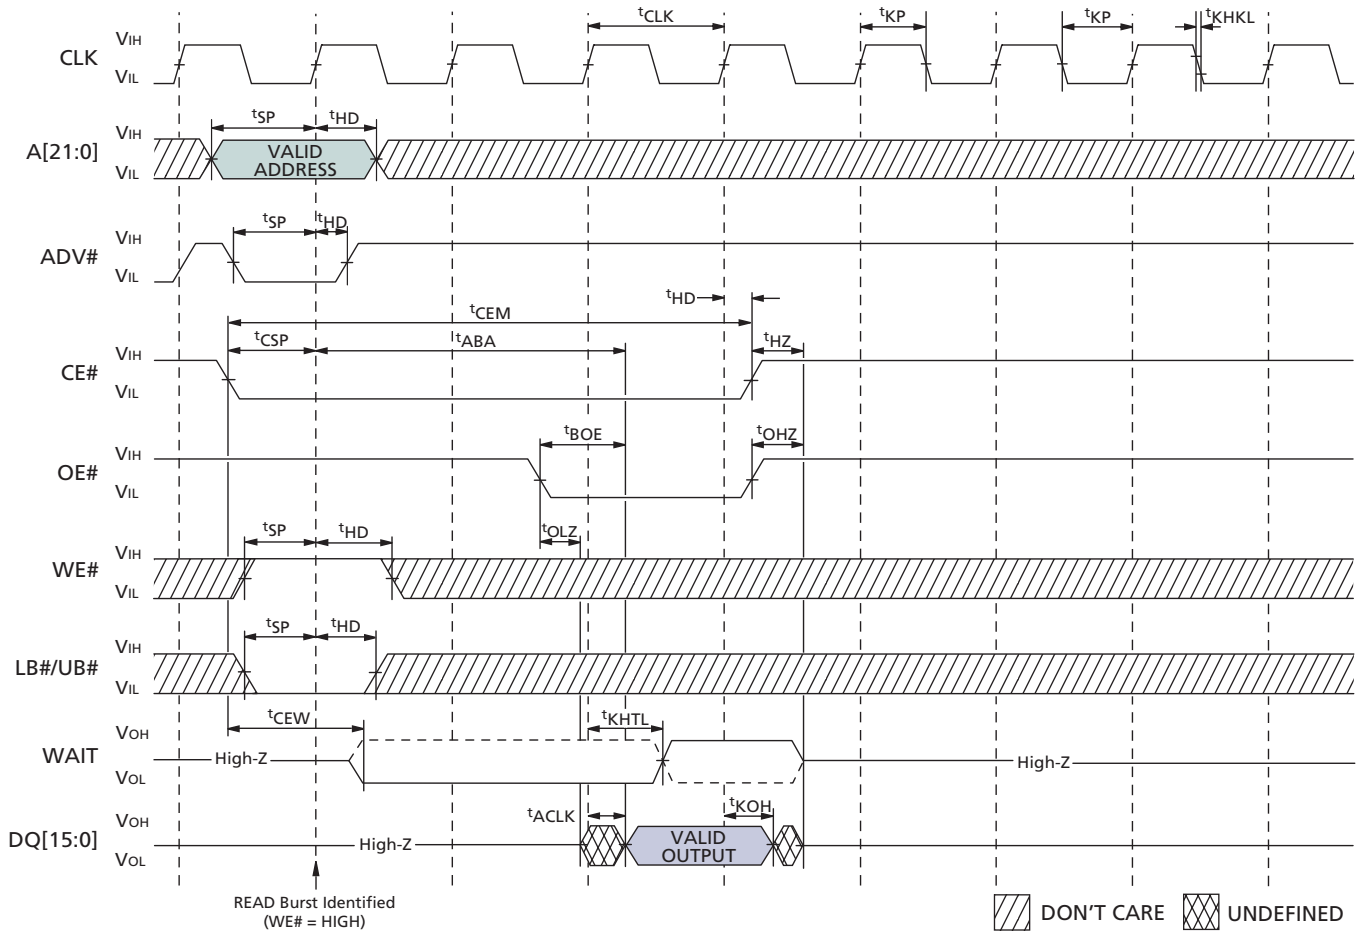 tCLK tKP tKP tKHKL
CLK VIH
VIL
tSP tHD
A[21:0] VIH
VIL
VALID
ADDRESS
tSP tHD
ADV# VIH
VIL
tHD
tCEM
tCSP tABA tHZ
CE# VIH
VIL
tBOE tOHZ
OE# VIH
VIL
tOLZ
tSP tHD
WE# VIH
VIL
tSP tHD
LB#/UB# VIH
VIL
tCEW tKHTL
WAIT VOH
VOL
High-Z High-Z
tACLK tKOH
DQ[15:0] VOH
VOL
High-Z
VALID
OUTPUT
READ Burst Identified
(WE# = HIGH)
DON'T CARE UNDEFINED